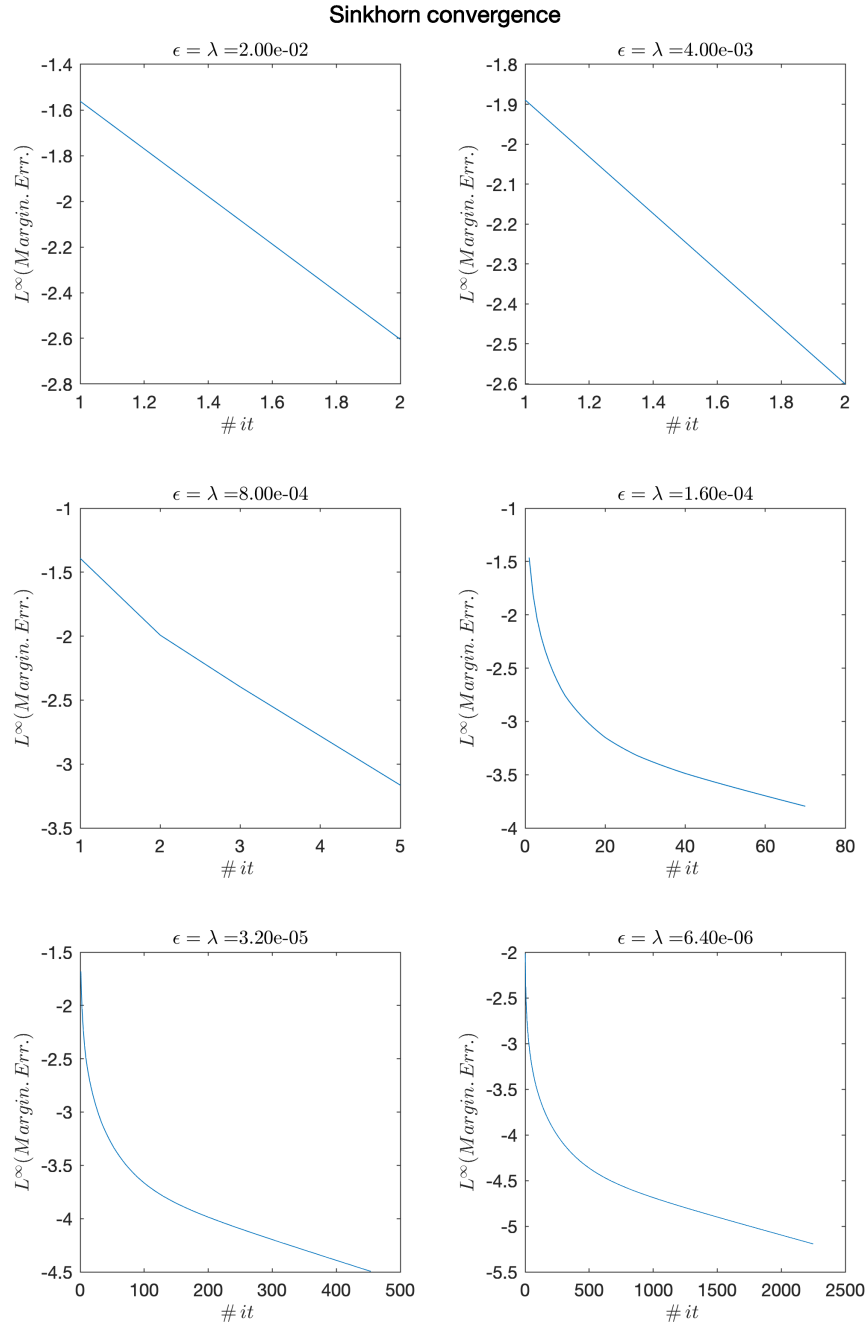 Sinkhorn convergence
ϵ = λ =2.00e-02
-1.4
-1.6
-1.8
-2
-2.2
-2.4
-2.6
-2.8
L∞(Margin. Err.)
1 1.2 1.4 1.6 1.8 2
# it
ϵ = λ =4.00e-03
-1.8
-1.9
-2
-2.1
-2.2
-2.3
-2.4
-2.5
-2.6
L∞(Margin. Err.)
1 1.2 1.4 1.6 1.8 2
# it
ϵ = λ =8.00e-04
-1
-1.5
-2
-2.5
-3
-3.5
L∞(Margin. Err.)
1 2 3 4 5
# it
ϵ = λ =1.60e-04
-1
-1.5
-2
-2.5
-3
-3.5
-4
L∞(Margin. Err.)
0 20 40 60 80
# it
ϵ = λ =3.20e-05
-1.5
-2
-2.5
-3
-3.5
-4
-4.5
L∞(Margin. Err.)
0 100 200 300 400 500
# it
ϵ = λ =6.40e-06
-2
-2.5
-3
-3.5
-4
-4.5
-5
-5.5
L∞(Margin. Err.)
0 500 1000 1500 2000 2500
# it